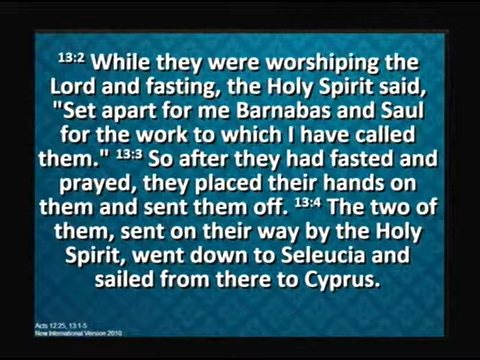 13:2 While they were worshiping the
Lord and fasting, the Holy Spirit said,
"Set apart for me Barnabas and Saul
for the work to which I have called
them." 13:3 So after they had fasted and
prayed, they placed their hands on
them and sent them off. 13:4 The two of
them, sent on their way by the Holy
Spirit, went down to Seleucia and
sailed from there to Cyprus.
Acts 12:25, 13:1-5
New International Version 2010